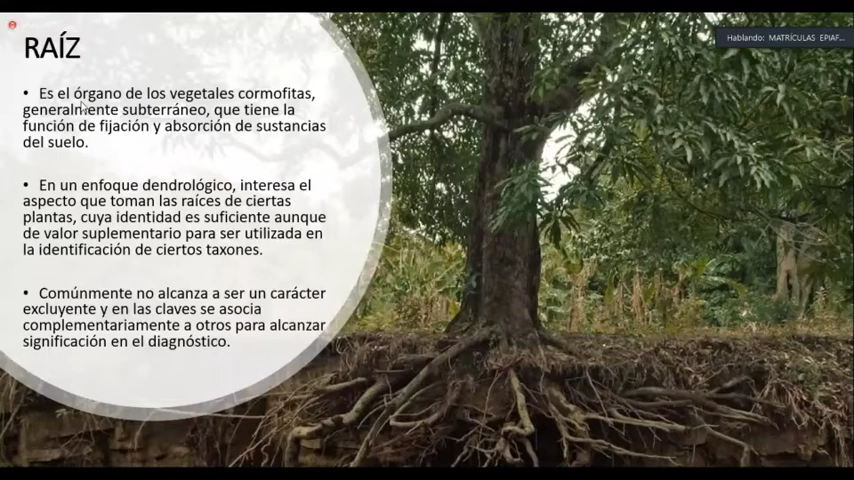 Hablando: MATRÍCULAS EPIAF...
RAÍZ
• Es el órgano de los vegetales cormofitas,
generalmente subterráneo, que tiene la
función de fijación y absorción de sustancias
del suelo.
• En un enfoque dendrológico, interesa el
aspecto que toman las raíces de ciertas
plantas, cuya identidad es suficiente aunque
de valor suplementario para ser utilizada en
la identificación de ciertos taxones.
• Comúnmente no alcanza a ser un carácter
excluyente y en las claves se asocia
complementariamente a otros para alcanzar
significación en el diagnóstico.